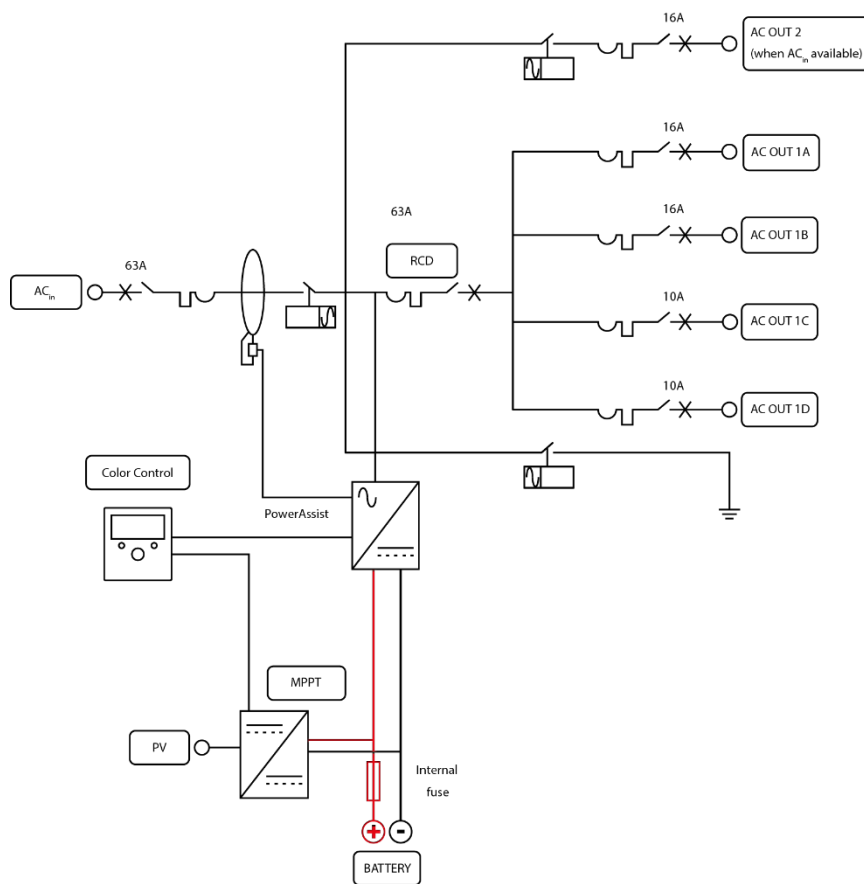 16A
AC OUT 2
(when ACin available)
16A
AC OUT 1A
63A
16A
RCD
AC OUT 1B
63A
ACin
10A
AC OUT 1C
10A
AC OUT 1D
Color Control
PowerAssist
MPPT
PV
Internal
fuse
+ -
BATTERY